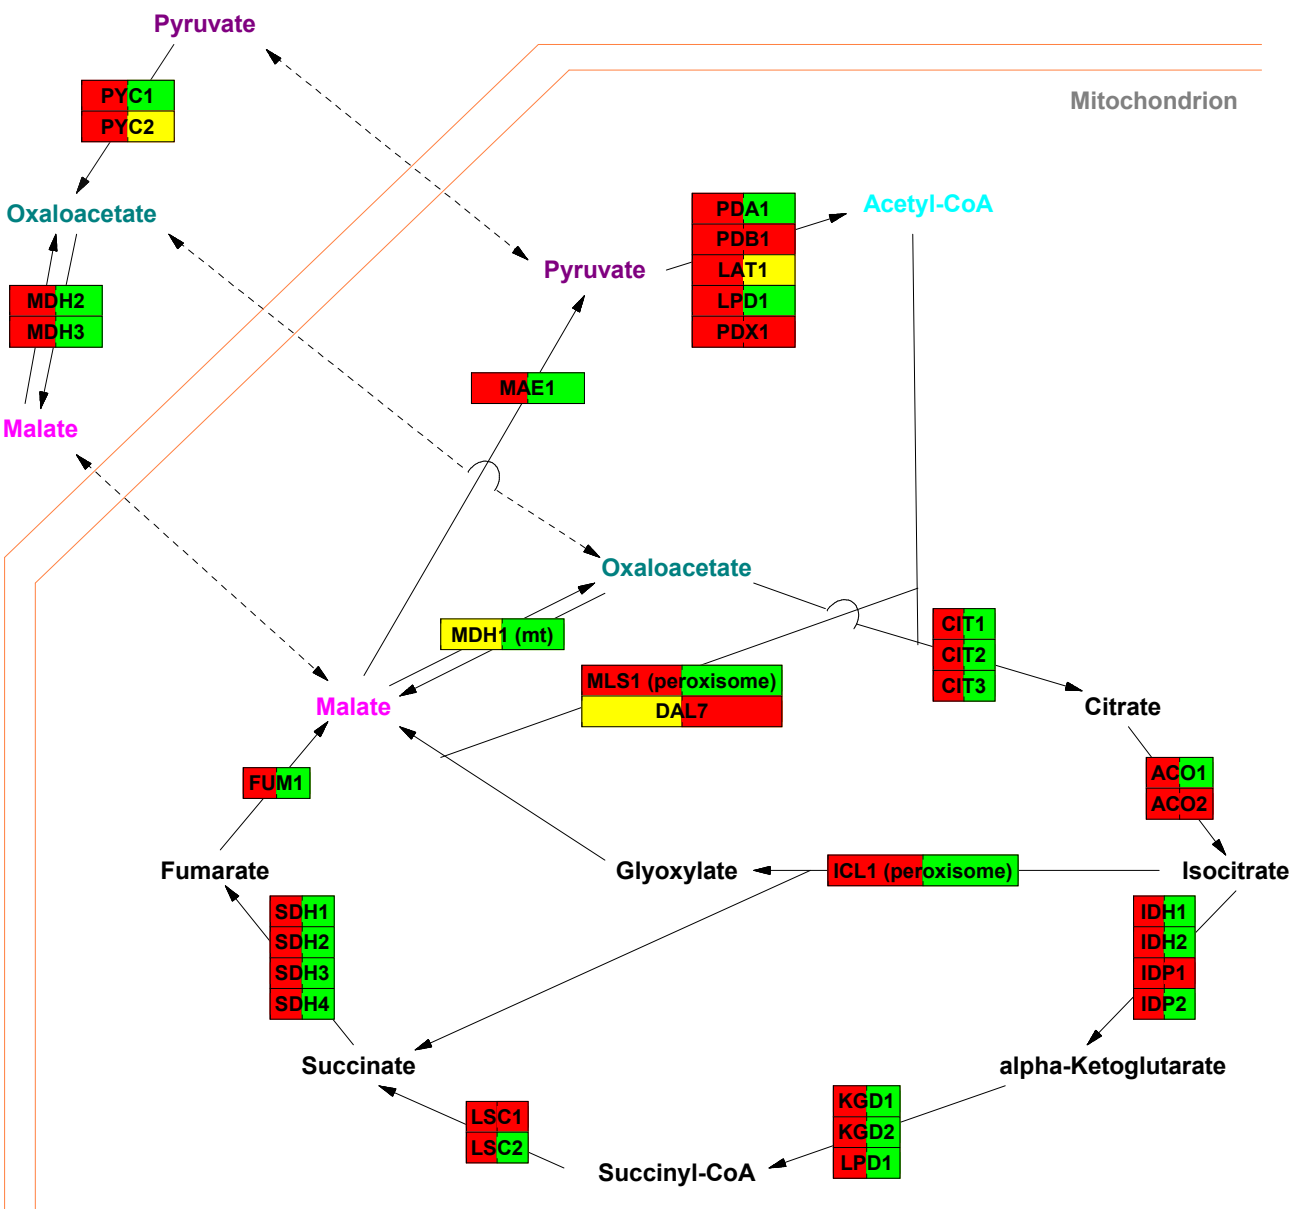 Pyruvate
Mitochondrion
PYC1
PYC2
Oxaloacetate
PDA1
PDB1
LAT1
LPD1
PDX1
Acetyl-CoA
Pyruvate
MDH2
MDH3
MAE1
Malate
Oxaloacetate
MDH1 (mt)
CIT1
CIT2
CIT3
MLS1 (peroxisome)
DAL7
Malate
Citrate
FUM1
ACO1
ACO2
Fumarate
Glyoxylate
ICL1 (peroxisome)
Isocitrate
SDH1
SDH2
SDH3
SDH4
IDH1
IDH2
IDP1
IDP2
Succinate
alpha-Ketoglutarate
LSC1
LSC2
KGD1
KGD2
LPD1
Succinyl-CoA